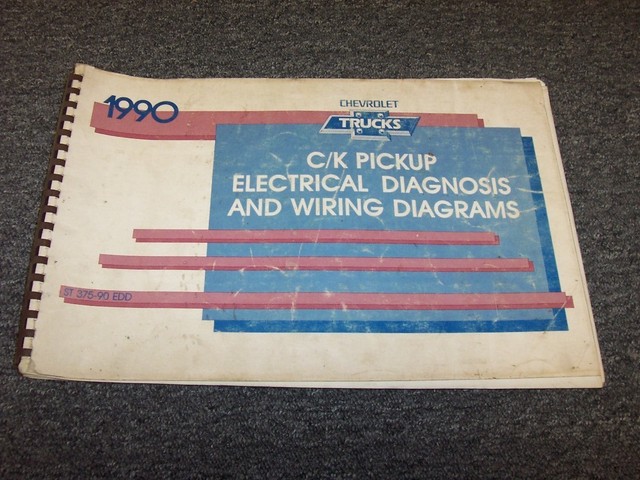 1990
CHEVROLET
TRUCKS
C/K PICKUP
ELECTRICAL DIAGNOSIS
AND WIRING DIAGRAMS
ST 375-90 EDD